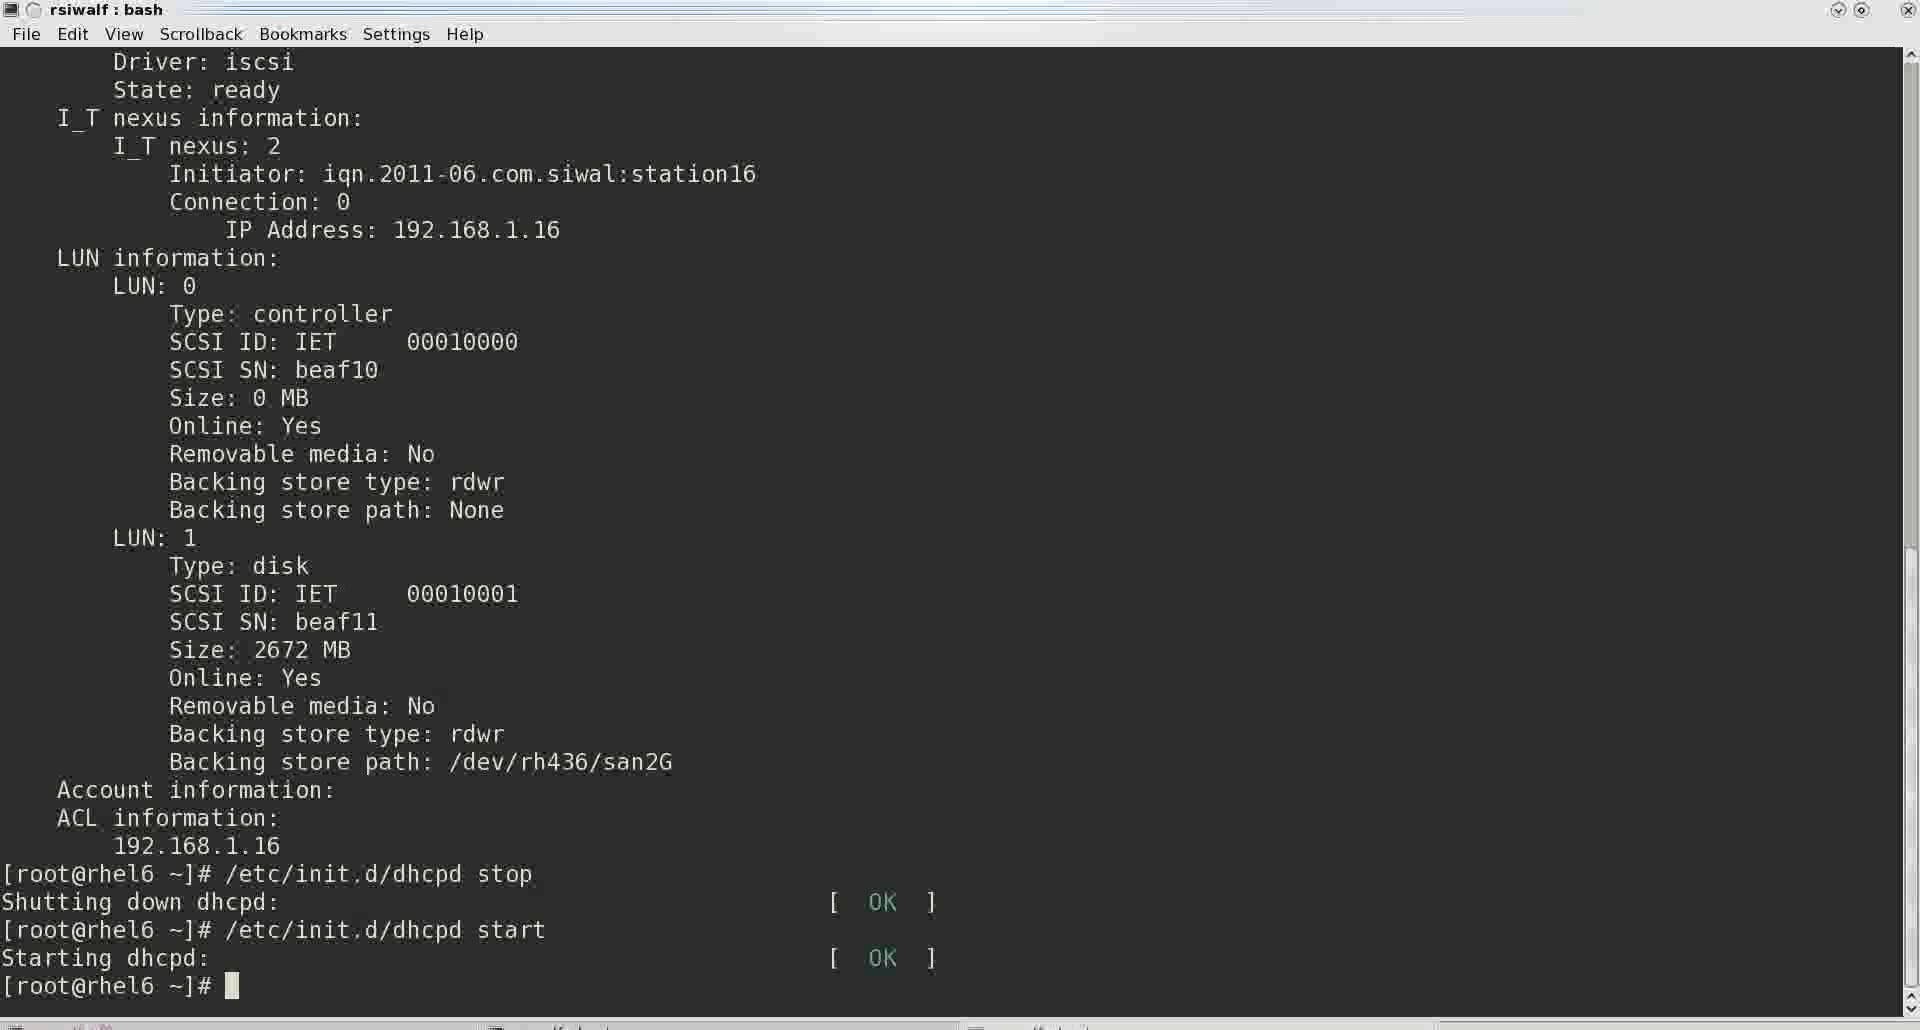 rsiwalf : bash
File Edit View Scrollback Bookmarks Settings Help
Driver: iscsi
State: ready
I_T nexus information:
I_T nexus: 2
Initiator: iqn.2011-06.com.siwal:station16
Connection: 0
IP Address: 192.168.1.16
LUN information:
LUN: 0
Type: controller
SCSI ID: IET     00010000
SCSI SN: beaf10
Size: 0 MB
Online: Yes
Removable media: No
Backing store type: rdwr
Backing store path: None
LUN: 1
Type: disk
SCSI ID: IET     00010001
SCSI SN: beaf11
Size: 2672 MB
Online: Yes
Removable media: No
Backing store type: rdwr
Backing store path: /dev/rh436/san2G
Account information:
ACL information:
192.168.1.16
[root@rhel6 ~]# /etc/init.d/dhcpd stop
Shutting down dhcpd: [  OK  ]
[root@rhel6 ~]# /etc/init.d/dhcpd start
Starting dhcpd: [  OK  ]
[root@rhel6 ~]#